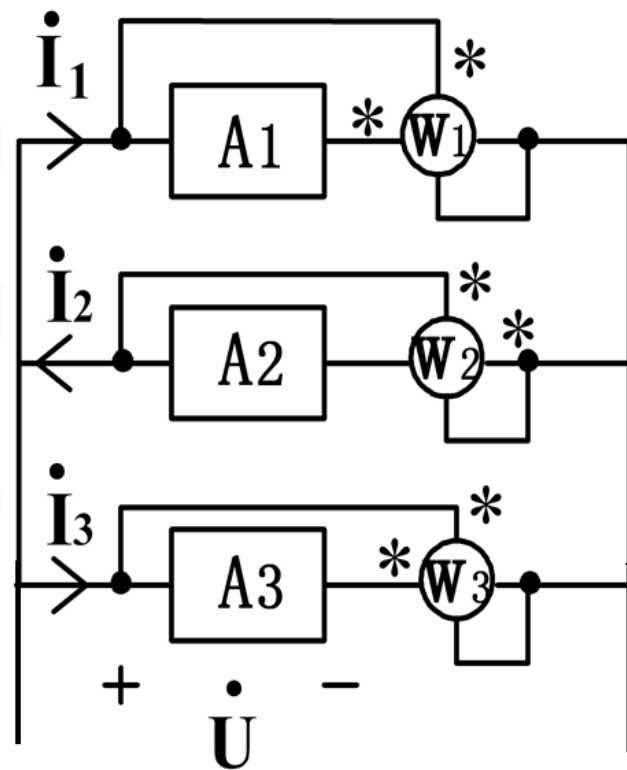 İ1
A1 * W1 *
İ2
A2 W2 * *
İ3
A3 * W3 *
+ U̇ −